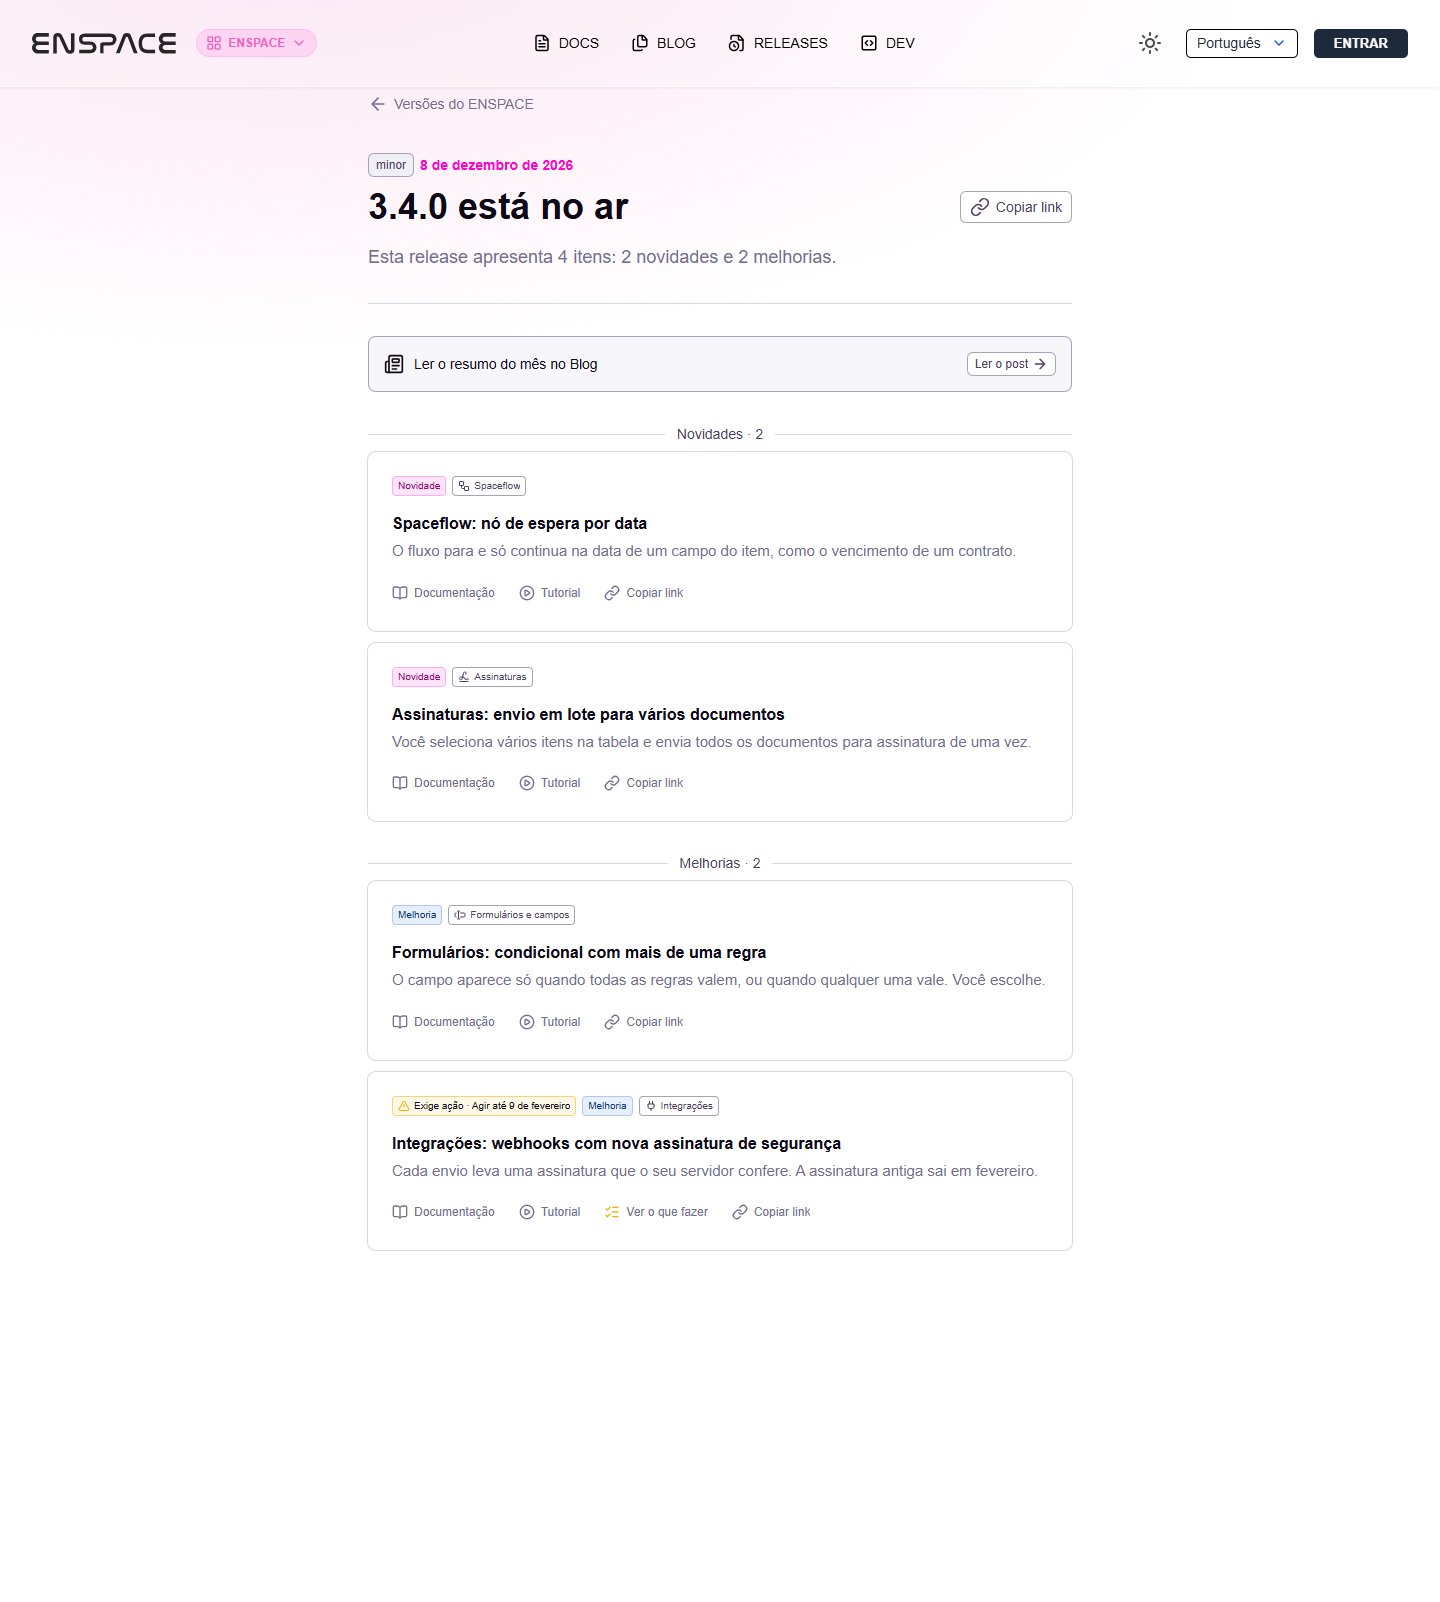 ENSPACE
ENSPACE
DOCS
BLOG
RELEASES
DEV
Português
ENTRAR
Versões do ENSPACE
minor
8 de dezembro de 2026
3.4.0 está no ar
Copiar link
Esta release apresenta 4 itens: 2 novidades e 2 melhorias.
Ler o resumo do mês no Blog
Ler o post
Novidades · 2
Novidade
Spaceflow
Spaceflow: nó de espera por data
O fluxo para e só continua na data de um campo do item, como o vencimento de um contrato.
Documentação
Tutorial
Copiar link
Novidade
Assinaturas
Assinaturas: envio em lote para vários documentos
Você seleciona vários itens na tabela e envia todos os documentos para assinatura de uma vez.
Documentação
Tutorial
Copiar link
Melhorias · 2
Melhoria
Formulários e campos
Formulários: condicional com mais de uma regra
O campo aparece só quando todas as regras valem, ou quando qualquer uma vale. Você escolhe.
Documentação
Tutorial
Copiar link
Exige ação · Agir até 9 de fevereiro
Melhoria
Integrações
Integrações: webhooks com nova assinatura de segurança
Cada envio leva uma assinatura que o seu servidor confere. A assinatura antiga sai em fevereiro.
Documentação
Tutorial
Ver o que fazer
Copiar link